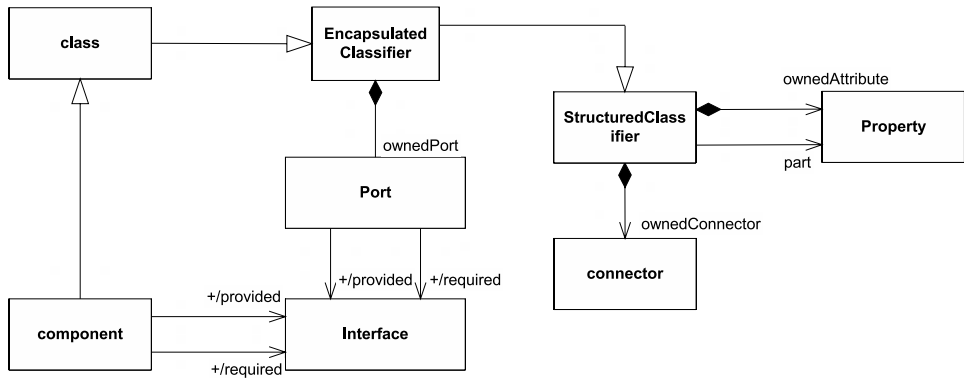 class
Encapsulated
Classifier
ownedAttribute
StructuredClass
ifier
Property
part
ownedPort
Port
ownedConnector
connector
+/provided
+/required
+/provided
component
Interface
+/required